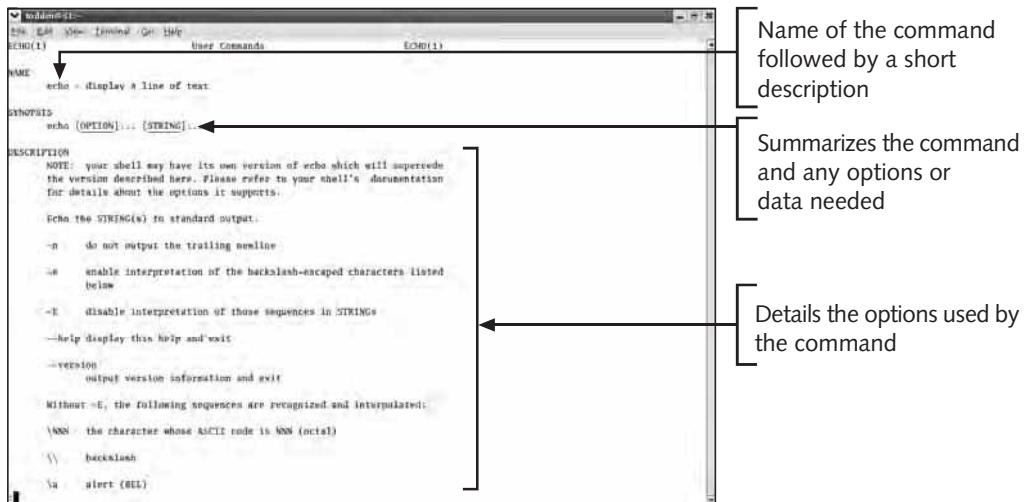 File Edit View Terminal Go Help
ECHO(1) User Commands ECHO(1)
NAME
echo - display a line of text
SYNOPSIS
echo [OPTION]... [STRING]...
DESCRIPTION
NOTE: your shell may have its own version of echo which will supercede
the version described here. Please refer to your shell's documentation
for details about the options it supports.
Echo the STRING(s) to standard output.
-n do not output the trailing newline
-e enable interpretation of the backslash-escaped characters listed
below
-E disable interpretation of those sequences in STRINGs
--help display this help and exit
--version
output version information and exit
Without -E, the following sequences are recognized and interpolated:
\NNN the character whose ASCII code is NNN (octal)
\\ backslash
\a alert (BEL)
:
Name of the command
followed by a short
description
Summarizes the command
and any options or
data needed
Details the options used by
the command